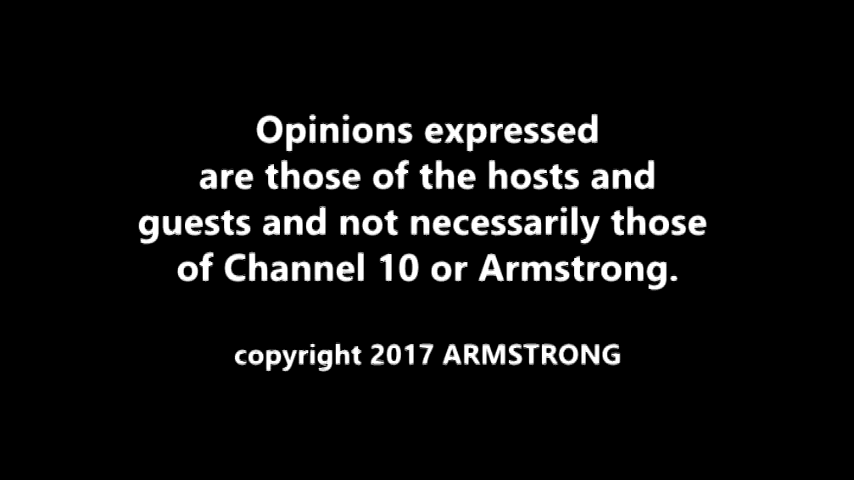 Opinions expressed
are those of the hosts and
guests and not necessarily those
of Channel 10 or Armstrong.
copyright 2017 ARMSTRONG